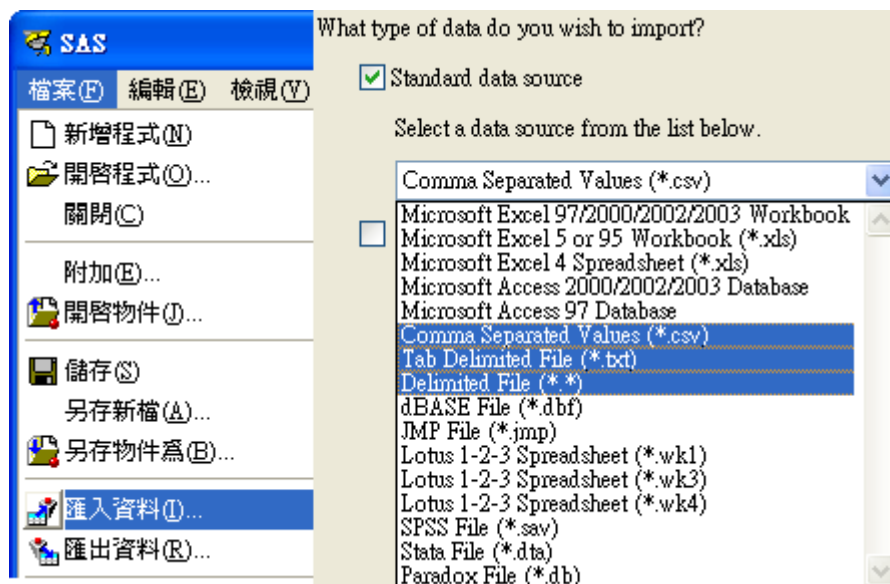 SAS
檔案(F) 編輯(E) 檢視(V)
新增程式(N)
開啓程式(O)...
關閉(C)
附加(E)...
開啓物件(J)...
儲存(S)
另存新檔(A)...
另存物件爲(B)...
匯入資料(I)...
匯出資料(R)...
What type of data do you wish to import?
Standard data source
Select a data source from the list below.
Comma Separated Values (*.csv)
Microsoft Excel 97/2000/2002/2003 Workbook
Microsoft Excel 5 or 95 Workbook (*.xls)
Microsoft Excel 4 Spreadsheet (*.xls)
Microsoft Access 2000/2002/2003 Database
Microsoft Access 97 Database
Comma Separated Values (*.csv)
Tab Delimited File (*.txt)
Delimited File (*.*)
dBASE File (*.dbf)
JMP File (*.jmp)
Lotus 1-2-3 Spreadsheet (*.wk1)
Lotus 1-2-3 Spreadsheet (*.wk3)
Lotus 1-2-3 Spreadsheet (*.wk4)
SPSS File (*.sav)
Stata File (*.dta)
Paradox File (*.db)